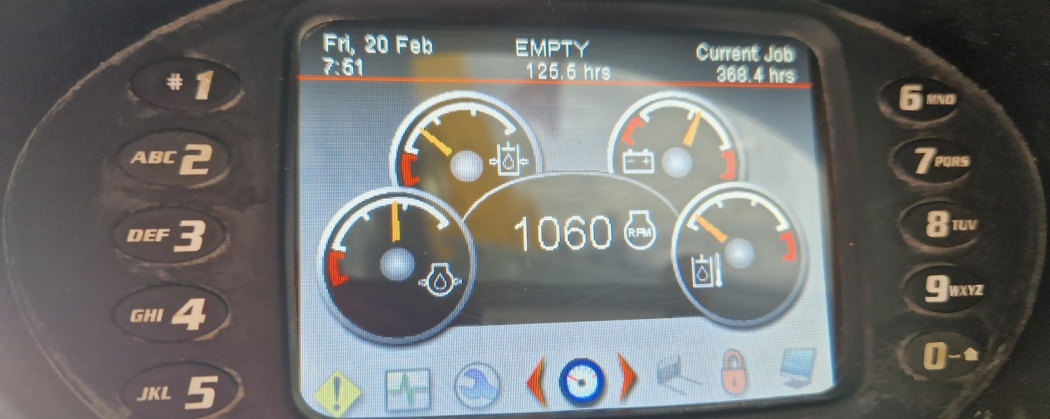 Fri, 20 Feb
7:51
EMPTY
126.6 hrs
Current Job
368.4 hrs
# 1
ABC 2
DEF 3
GHI 4
JKL 5
1060 RPM
6 MNO
7 PQRS
8 TUV
9 WXYZ
0